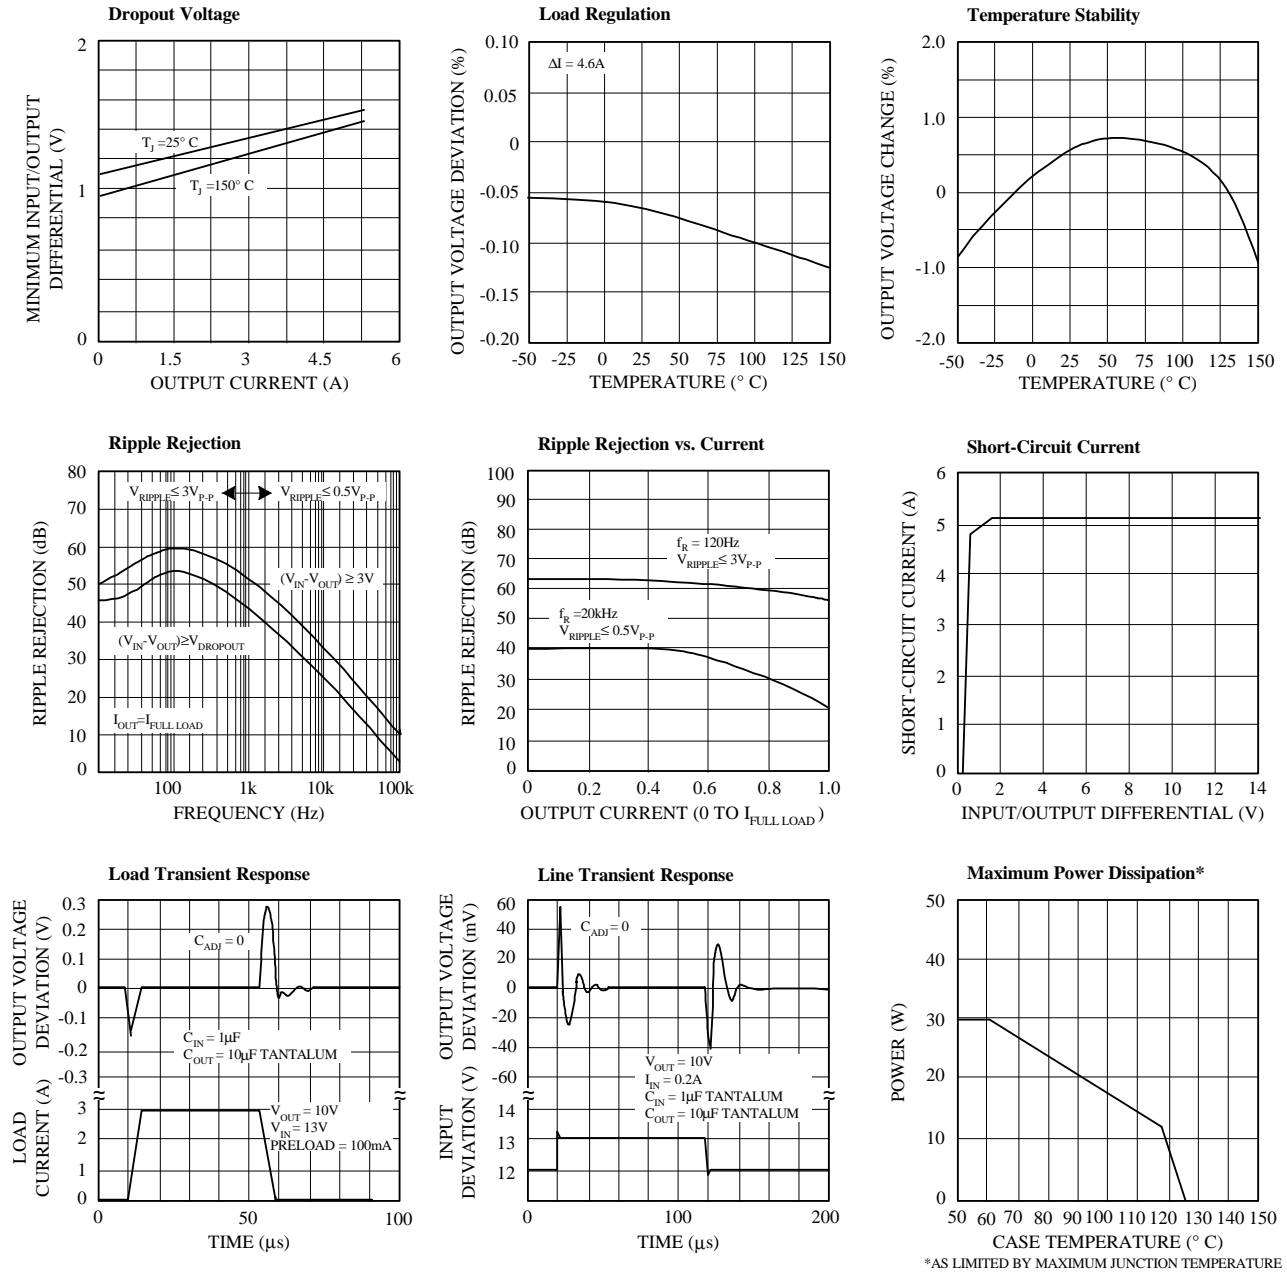 Dropout Voltage
MINIMUM INPUT/OUTPUT
DIFFERENTIAL (V)
2
1
0
T_J =25° C
T_J =150° C
0 1.5 3 4.5 6
OUTPUT CURRENT (A)
Load Regulation
OUTPUT VOLTAGE DEVIATION (%)
0.10
0.05
0
-0.05
-0.10
-0.15
-0.20
ΔI = 4.6A
-50 -25 0 25 50 75 100 125 150
TEMPERATURE (° C)
Temperature Stability
OUTPUT VOLTAGE CHANGE (%)
2.0
1.0
0
-1.0
-2.0
-50 -25 0 25 50 75 100 125 150
TEMPERATURE (° C)
Ripple Rejection
RIPPLE REJECTION (dB)
80
70
60
50
40
30
20
10
0
V_RIPPLE ≤ 3V_P-P
V_RIPPLE ≤ 0.5V_P-P
(V_IN-V_OUT) ≥ 3V
(V_IN-V_OUT)≥V_DROPOUT
I_OUT=I_FULL LOAD
100 1k 10k 100k
FREQUENCY (Hz)
Ripple Rejection vs. Current
RIPPLE REJECTION (dB)
100
90
80
70
60
50
40
30
20
10
0
f_R = 120Hz
V_RIPPLE ≤ 3V_P-P
f_R =20kHz
V_RIPPLE ≤ 0.5V_P-P
0 0.2 0.4 0.6 0.8 1.0
OUTPUT CURRENT (0 TO I_FULL LOAD )
Short-Circuit Current
SHORT-CIRCUIT CURRENT (A)
6
5
4
3
2
1
0
0 2 4 6 8 10 12 14
INPUT/OUTPUT DIFFERENTIAL (V)
Load Transient Response
OUTPUT VOLTAGE
DEVIATION (V)
0.3
0.2
0.1
0
-0.1
-0.2
-0.3
C_ADJ = 0
C_IN = 1µF
C_OUT = 10µF TANTALUM
LOAD
CURRENT (A)
3
2
1
0
V_OUT = 10V
V_IN = 13V
PRELOAD = 100mA
0 50 100
TIME (µs)
Line Transient Response
OUTPUT VOLTAGE
DEVIATION (mV)
60
40
20
0
-20
-40
-60
C_ADJ = 0
V_OUT = 10V
I_IN = 0.2A
C_IN = 1µF TANTALUM
C_OUT = 10µF TANTALUM
INPUT
DEVIATION (V)
14
13
12
0 100 200
TIME (µs)
Maximum Power Dissipation*
POWER (W)
50
40
30
20
10
0
50 60 70 80 90 100 110 120 130 140 150
CASE TEMPERATURE (° C)
*AS LIMITED BY MAXIMUM JUNCTION TEMPERATURE